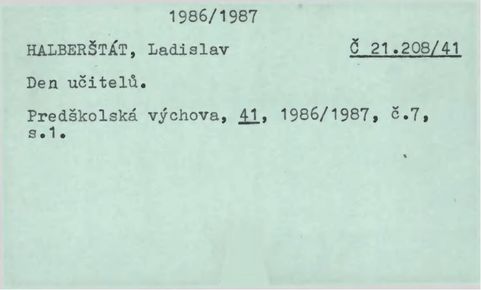 1986/1987
HALBERŠTÁT, Ladislav Č 21.208/41
Den učitelů.
Predškolská výchova, 41, 1986/1987, č.7,
s.1.